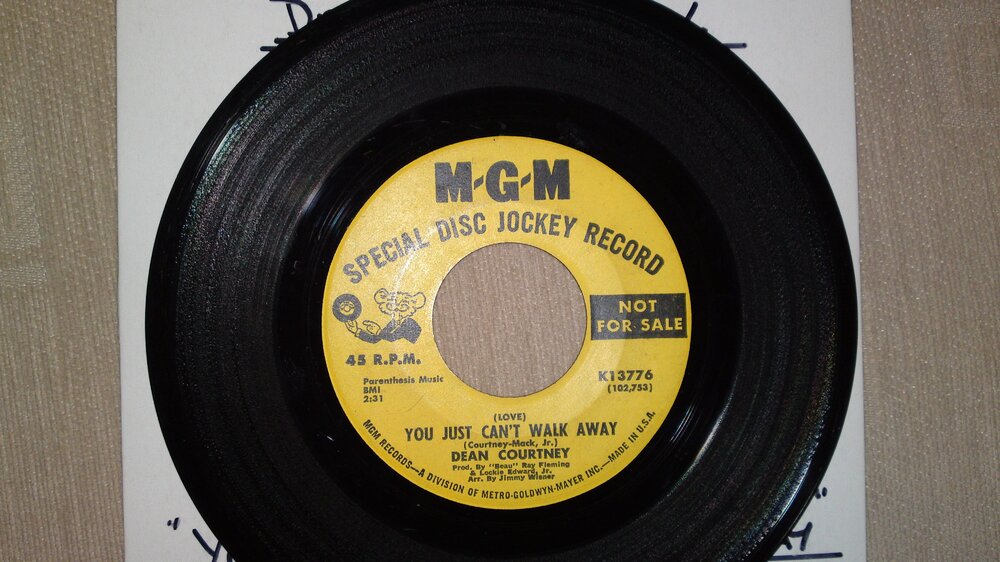 M-G-M
SPECIAL DISC JOCKEY RECORD
NOT
FOR SALE
45 R.P.M.
Parenthesis Music
BMI
2:31
K13776
(102,753)
(LOVE)
YOU JUST CAN'T WALK AWAY
(Courtney-Mack, Jr.)
DEAN COURTNEY
Prod. By "Beau" Ray Fleming
& Lockie Edward, Jr.
Arr. By Jimmy Wisner
MGM RECORDS—A DIVISION OF METRO-GOLDWYN-MAYER INC.—MADE IN U.S.A.